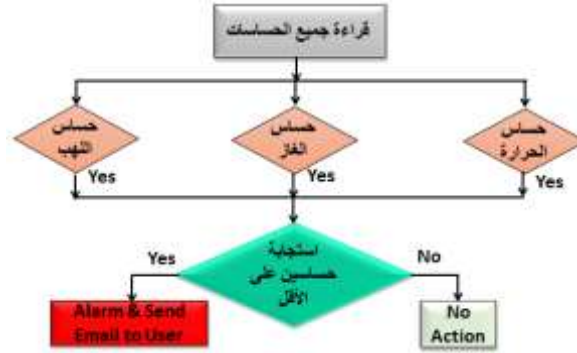 قراءة جميع الحساسات
حساس
اللهب
حساس
الغاز
حساس
الحرارة
Yes
Yes
Yes
استجابة
حساسين على
الأقل
Yes
No
Alarm & Send
Email to User
No
Action